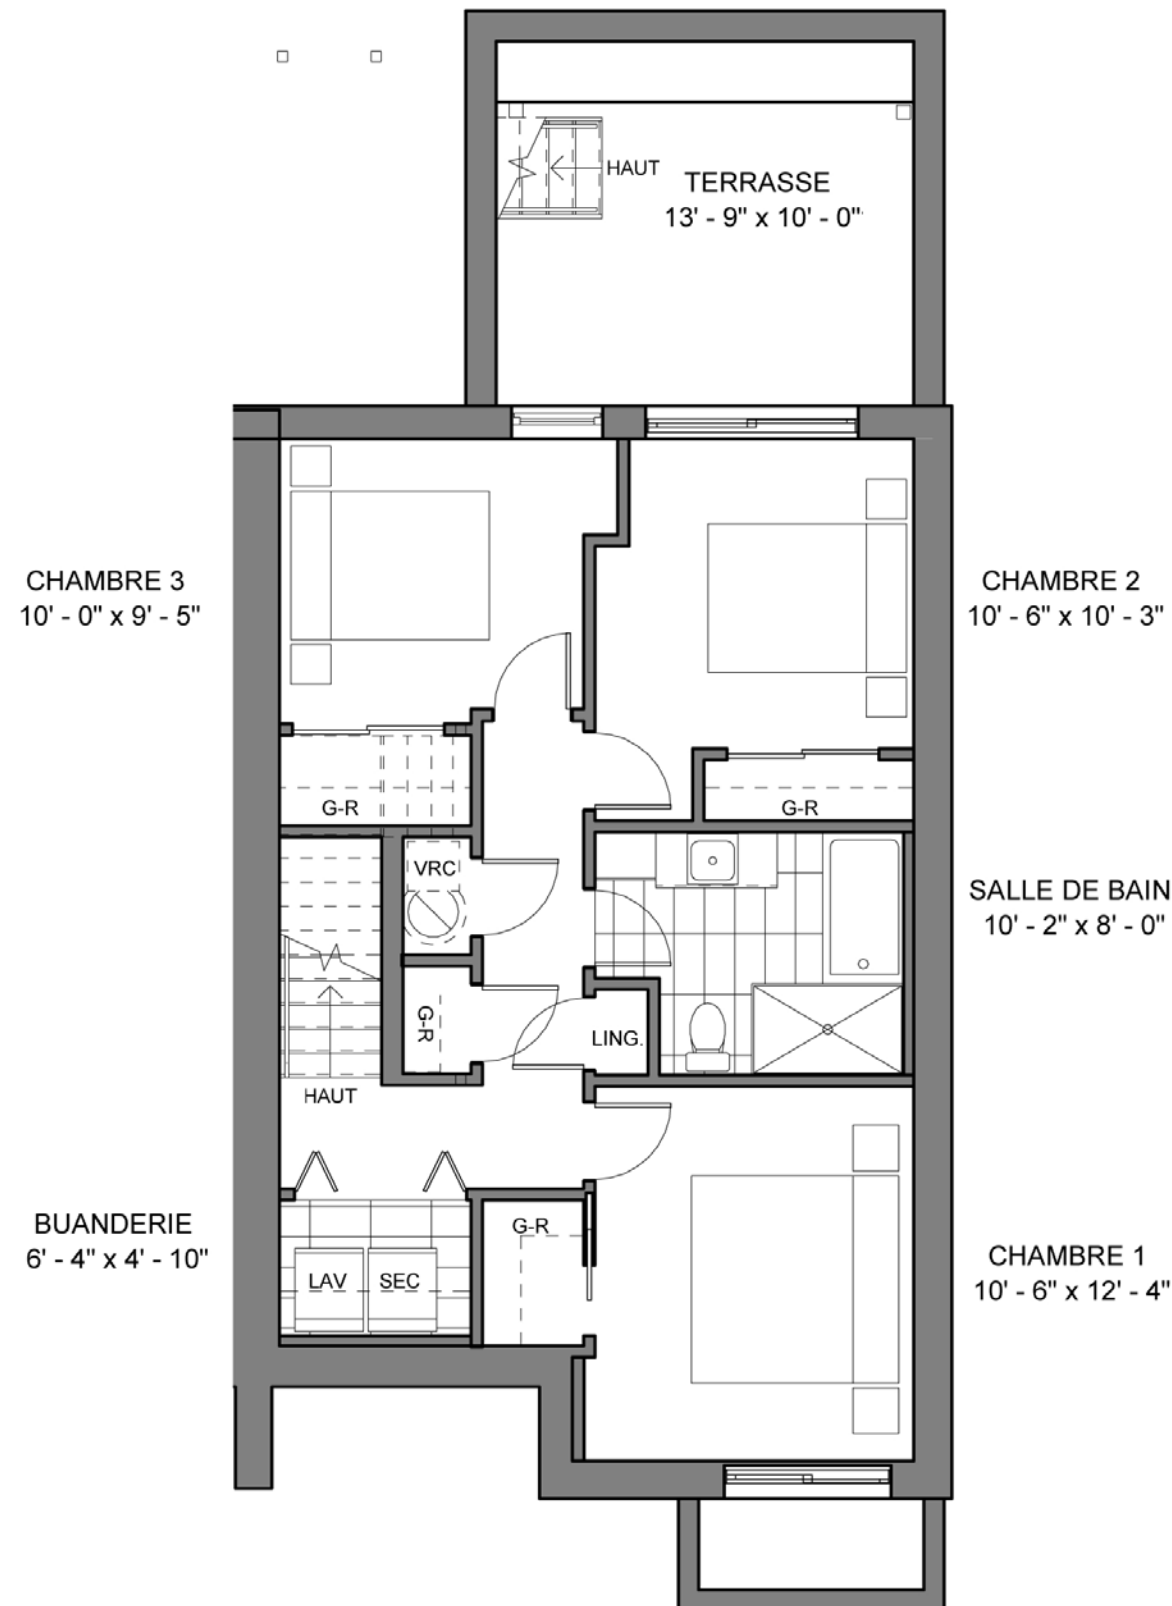 HAUT
TERRASSE
13' - 9" x 10' - 0"
CHAMBRE 3
10' - 0" x 9' - 5"
CHAMBRE 2
10' - 6" x 10' - 3"
G-R
G-R
VRC
SALLE DE BAIN
10' - 2" x 8' - 0"
G-R
LING.
HAUT
BUANDERIE
6' - 4" x 4' - 10"
G-R
LAV
SEC
CHAMBRE 1
10' - 6" x 12' - 4"